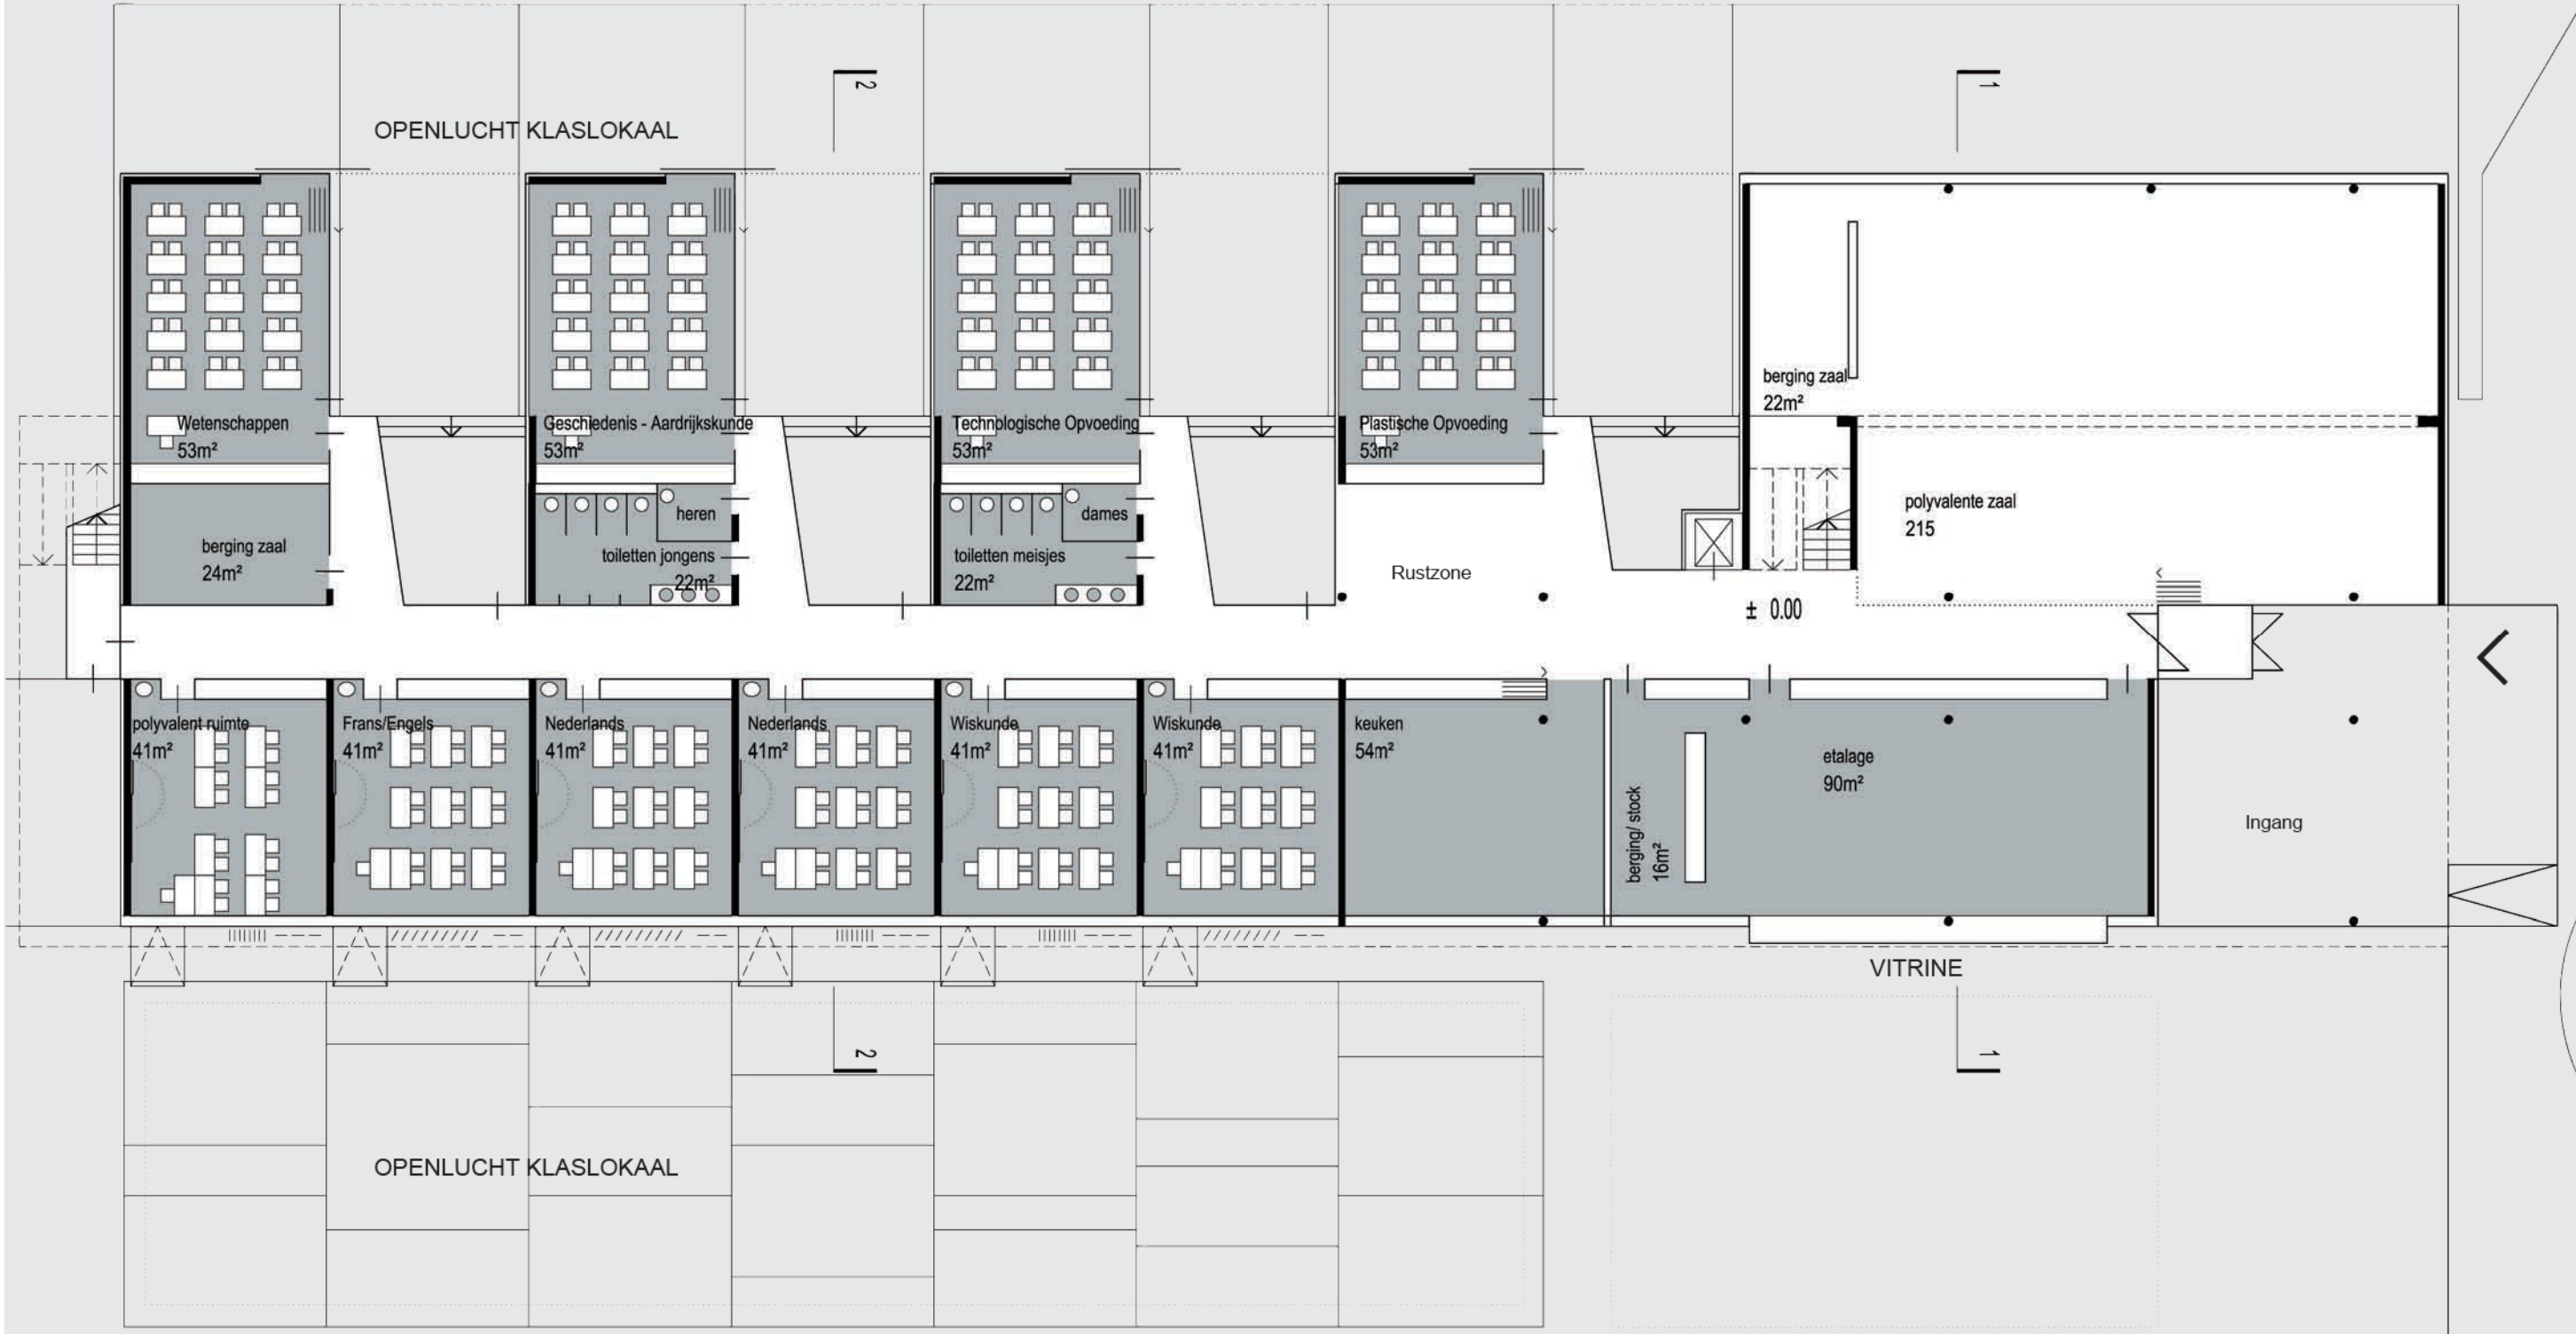 2
1
OPENLUCHT KLASLOKAAL
berging zaal
22m²
Wetenschappen
53m²
Geschiedenis - Aardrijkskunde
53m²
Technologische Opvoeding
53m²
Plastische Opvoeding
53m²
polyvalente zaal
215
berging zaal
24m²
heren
toiletten jongens
22m²
dames
toiletten meisjes
22m²
Rustzone
± 0.00
polyvalent ruimte
41m²
Frans/Engels
41m²
Nederlands
41m²
Nederlands
41m²
Wiskunde
41m²
Wiskunde
41m²
keuken
54m²
berging/ stock
16m²
etalage
90m²
Ingang
VITRINE
2
1
OPENLUCHT KLASLOKAAL